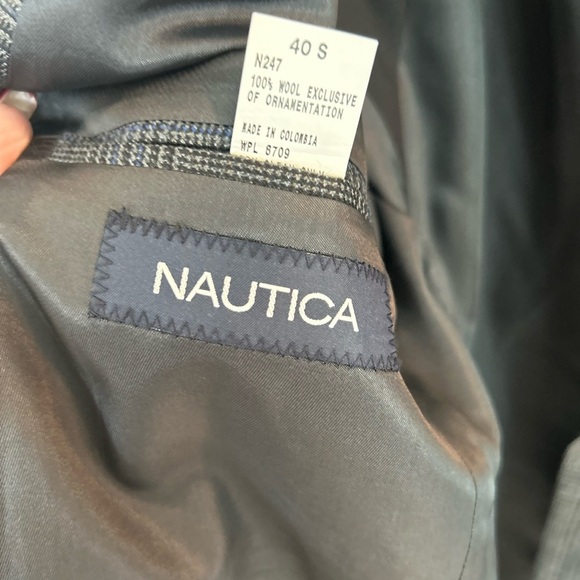 40 S
N247
100% WOOL EXCLUSIVE
OF ORNAMENTATION
MADE IN COLOMBIA
WPL 8709
NAUTICA